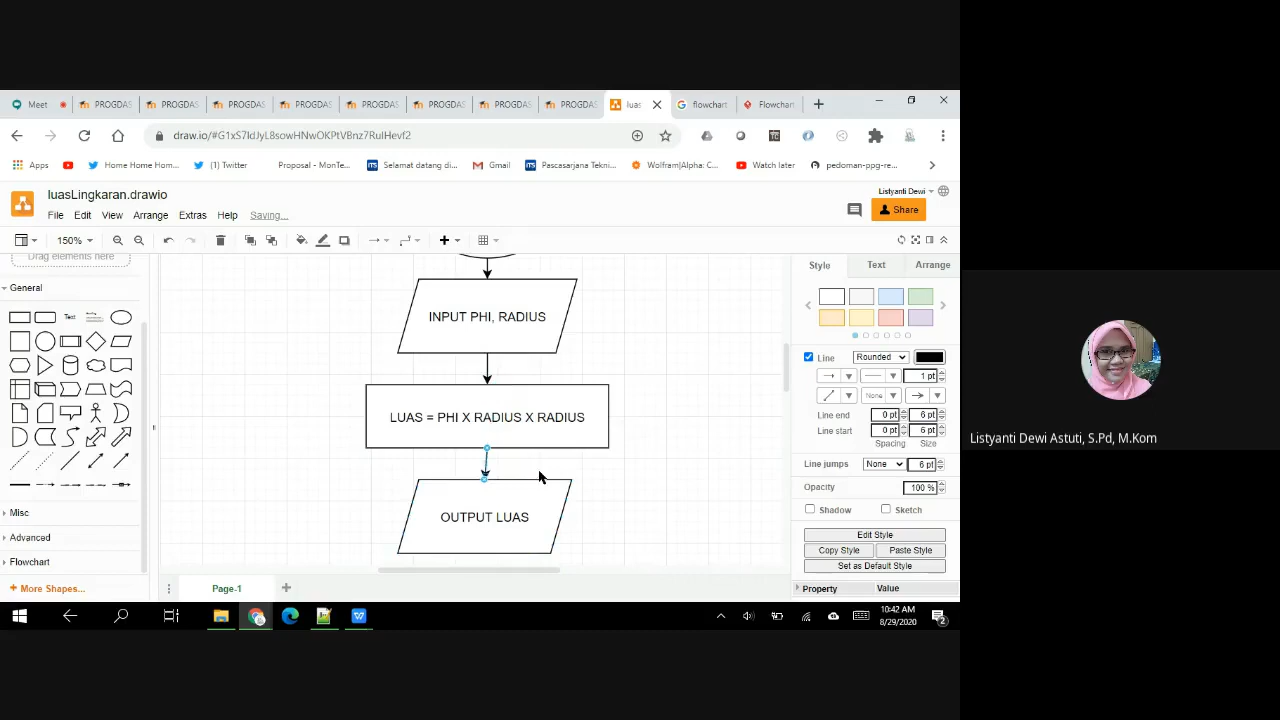 Meet
PROGDAS
PROGDAS
PROGDAS
PROGDAS
PROGDAS
PROGDAS
PROGDAS
PROGDAS
luas
flowchart
Flowchart
draw.io/#G1xS7ldJyL8sowHNwOKPtVBnz7RulHevf2
Apps
Home Home Hom...
(1) Twitter
Proposal - MonTe...
Selamat datang di...
Gmail
Pascasarjana Tekni...
Wolfram|Alpha: C...
Watch later
pedoman-ppg-re...
luasLingkaran.drawio
Listyanti Dewi
File Edit View Arrange Extras Help Saving...
Share
150%
Drag elements here
General
Text
Misc
Advanced
Flowchart
+ More Shapes...
INPUT PHI, RADIUS
LUAS = PHI X RADIUS X RADIUS
OUTPUT LUAS
Page-1
Style Text Arrange
Line Rounded
1 pt
None
Line end 0 pt 6 pt
Line start 0 pt 6 pt
Spacing Size
Line jumps None 6 pt
Opacity 100 %
Shadow Sketch
Edit Style
Copy Style Paste Style
Set as Default Style
Property Value
10:42 AM
8/29/2020
2
Listyanti Dewi Astuti, S.Pd, M.Kom